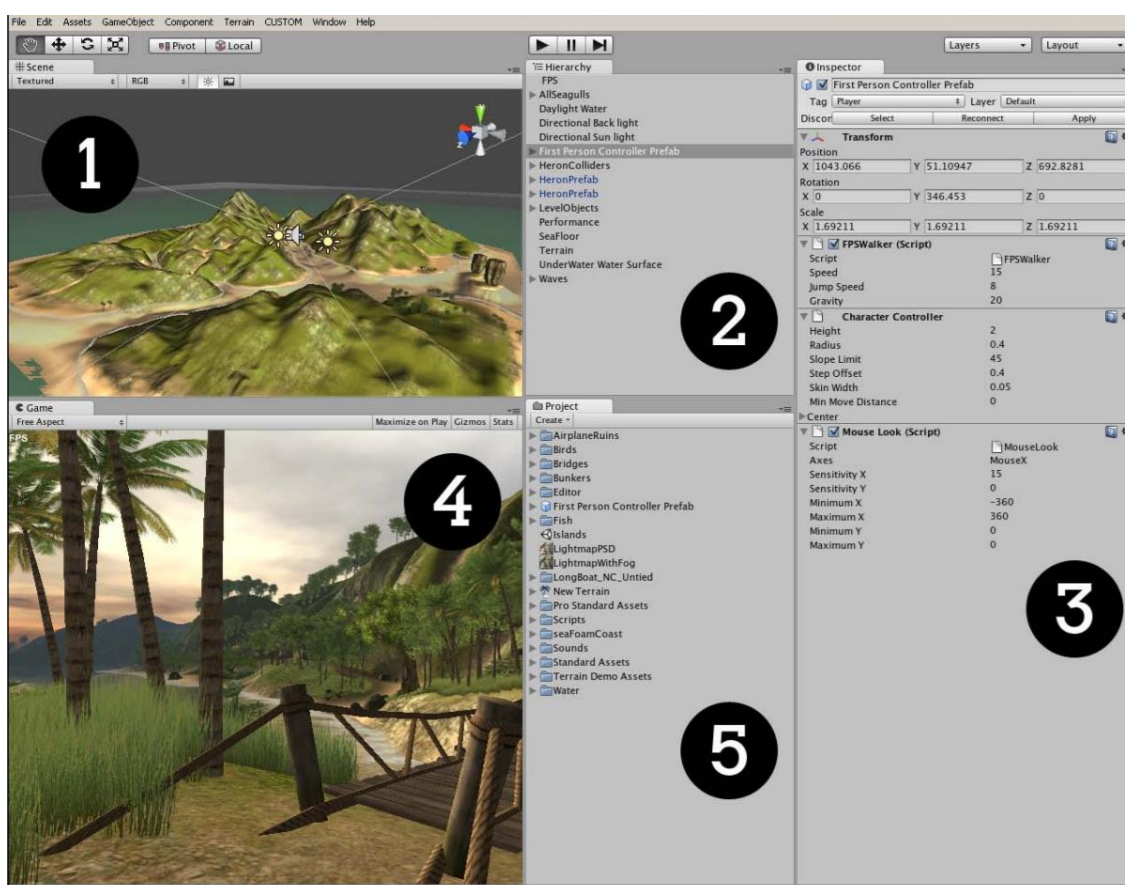 File Edit Assets GameObject Component Terrain CUSTOM Window Help
Pivot Local
Layers Layout
Scene
Textured RGB
1
Hierarchy
FPS
AllSeagulls
Daylight Water
Directional Back light
Directional Sun light
First Person Controller Prefab
HeronColliders
HeronPrefab
HeronPrefab
LevelObjects
Performance
SeaFloor
Terrain
UnderWater Water Surface
Waves
2
Inspector
First Person Controller Prefab
Tag Player Layer Default
Discor Select Reconnect Apply
Transform
Position
X 1043.066 Y 51.10947 Z 692.8281
Rotation
X 0 Y 346.453 Z 0
Scale
X 1.69211 Y 1.69211 Z 1.69211
FPSWalker (Script)
Script FPSWalker
Speed 15
Jump Speed 8
Gravity 20
Character Controller
Height 2
Radius 0.4
Slope Limit 45
Step Offset 0.4
Skin Width 0.05
Min Move Distance 0
Center
Mouse Look (Script)
Script MouseLook
Axes MouseX
Sensitivity X 15
Sensitivity Y 0
Minimum X -360
Maximum X 360
Minimum Y 0
Maximum Y 0
3
Game
Free Aspect Maximize on Play Gizmos Stats
FPS
4
Project
Create
AirplaneRuins
Birds
Bridges
Bunkers
Editor
First Person Controller Prefab
Fish
Islands
LightmapPSD
LightmapWithFog
LongBoat_NC_Untied
New Terrain
Pro Standard Assets
Scripts
seaFoamCoast
Sounds
Standard Assets
Terrain Demo Assets
Water
5